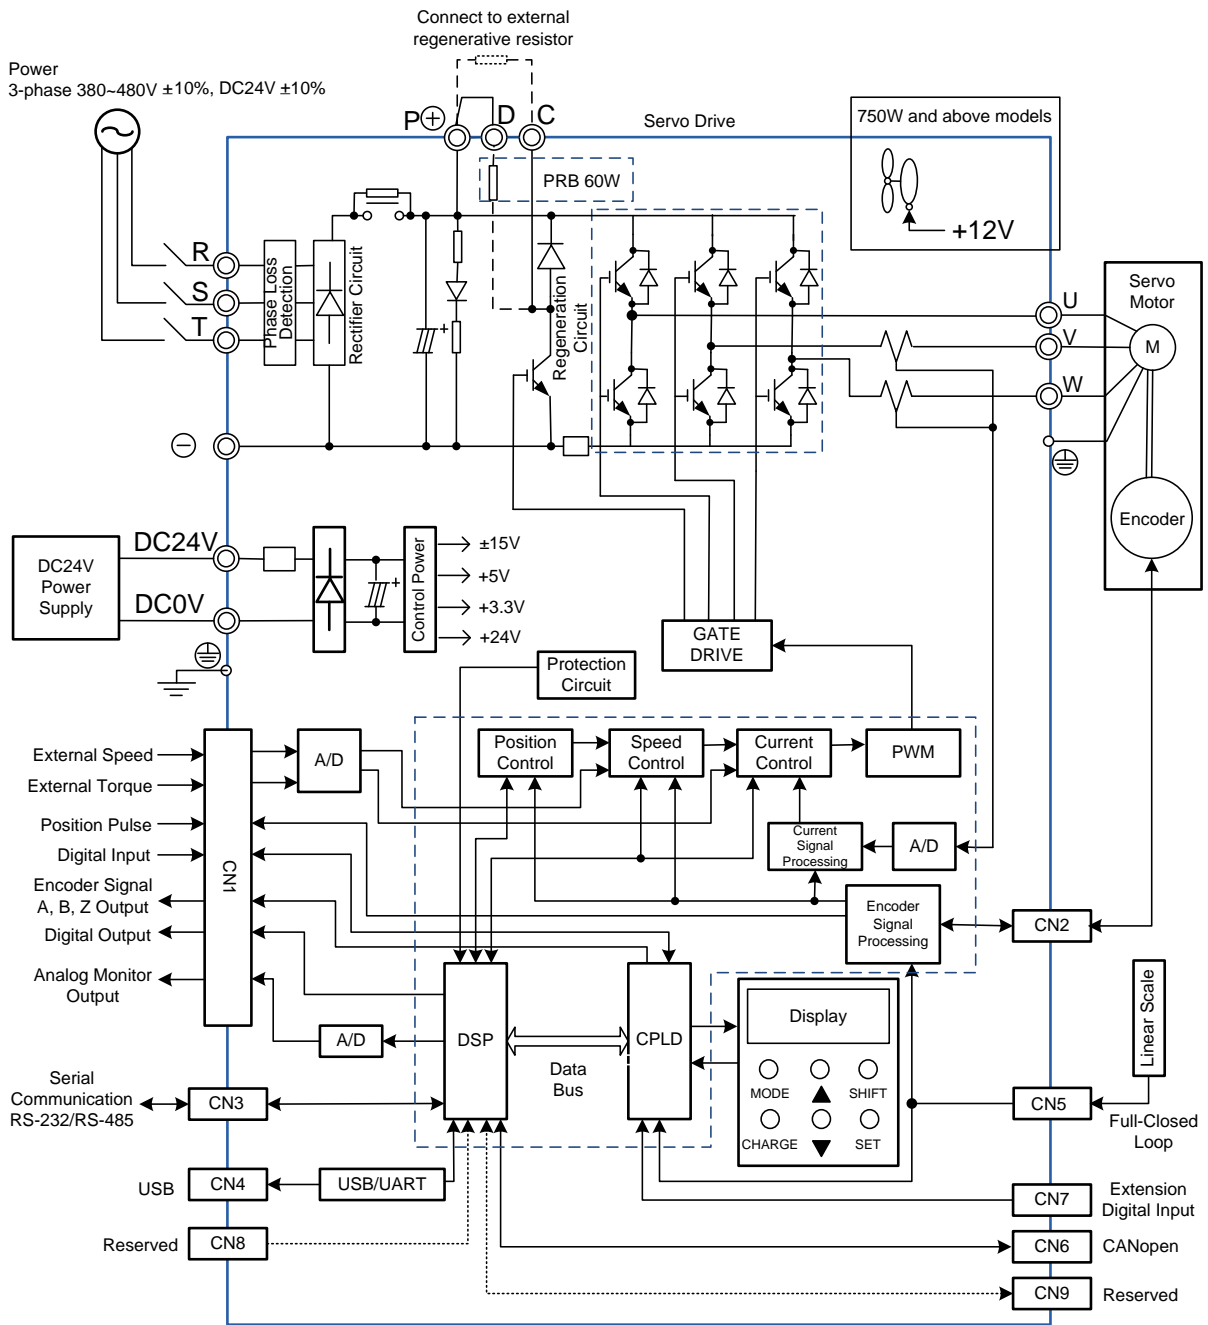 Connect to external
regenerative resistor
Power
3-phase 380~480V ±10%, DC24V ±10%
P⊕
D
C
Servo Drive
750W and above models
+12V
PRB 60W
R
S
T
Phase Loss
Detection
Rectifier Circuit
+
Regeneration
Circuit
Servo
Motor
U
V
W
M
Encoder
⊖
DC24V
Power
Supply
DC24V
DC0V
+
Control Power
±15V
+5V
+3.3V
+24V
GATE
DRIVE
Protection
Circuit
External Speed
External Torque
Position Pulse
Digital Input
Encoder Signal
A, B, Z Output
Digital Output
Analog Monitor
Output
CN1
A/D
Position
Control
Speed
Control
Current
Control
PWM
Current
Signal
Processing
A/D
Encoder
Signal
Processing
CN2
Linear Scale
A/D
DSP
Data
Bus
CPLD
Display
MODE
▲
SHIFT
CHARGE
▼
SET
Serial
Communication
RS-232/RS-485
CN3
CN5
Full-Closed
Loop
USB
CN4
USB/UART
CN7
Extension
Digital Input
Reserved
CN8
CN6
CANopen
CN9
Reserved